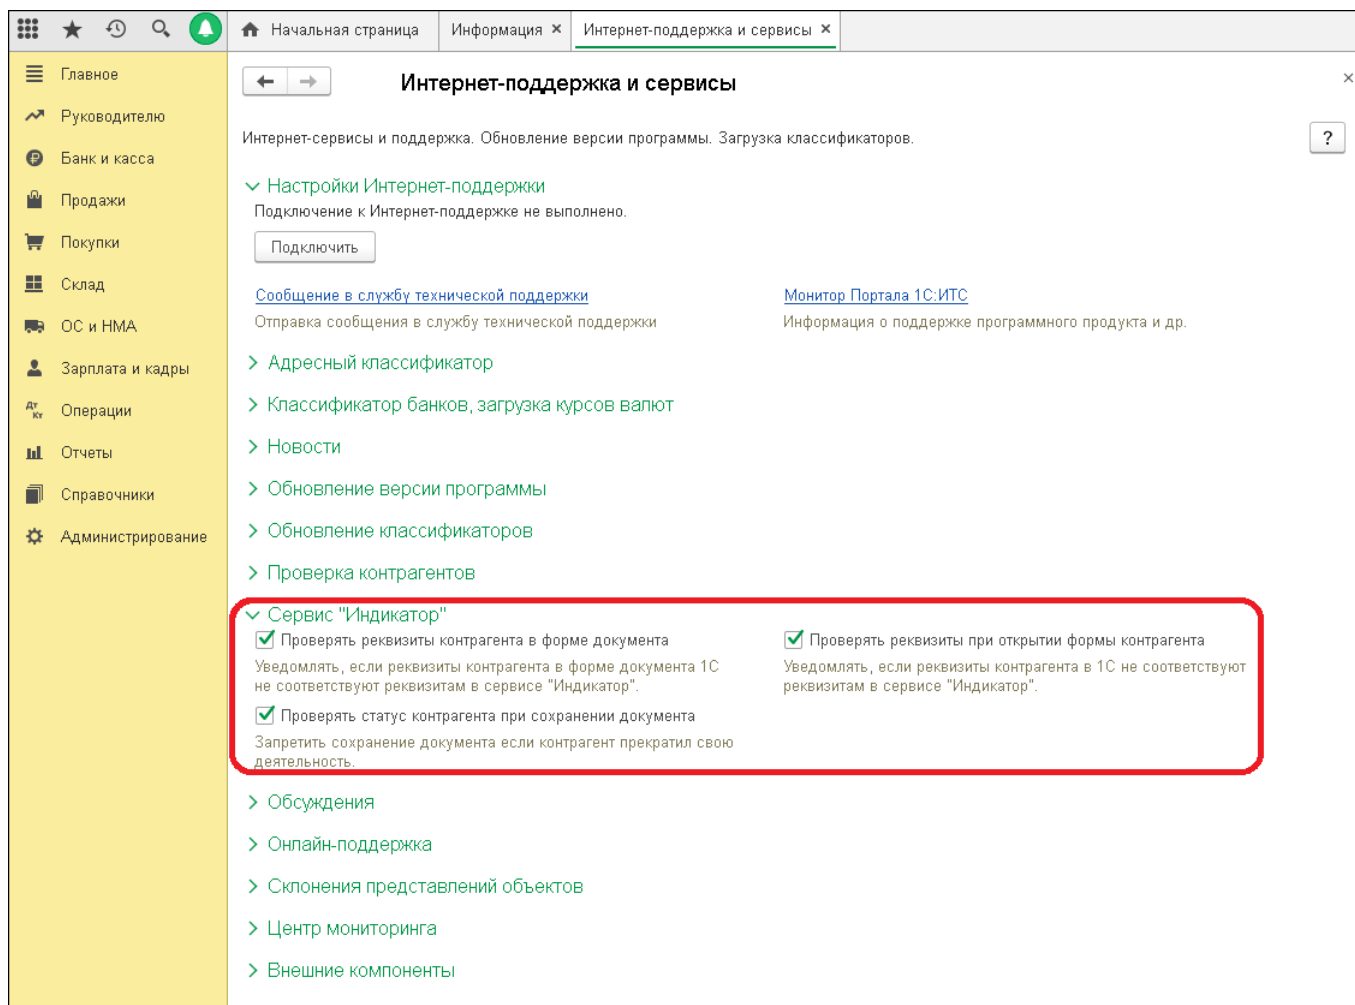 Начальная страница
Информация ×
Интернет-поддержка и сервисы ×
Главное
Руководителю
Банк и касса
Продажи
Покупки
Склад
ОС и НМА
Зарплата и кадры
Дт Кт Операции
Отчеты
Справочники
Администрирование
Интернет-поддержка и сервисы
Интернет-сервисы и поддержка. Обновление версии программы. Загрузка классификаторов.
?
Настройки Интернет-поддержки
Подключение к Интернет-поддержке не выполнено.
Подключить
Сообщение в службу технической поддержки
Отправка сообщения в службу технической поддержки
Монитор Портала 1С:ИТС
Информация о поддержке программного продукта и др.
Адресный классификатор
Классификатор банков, загрузка курсов валют
Новости
Обновление версии программы
Обновление классификаторов
Проверка контрагентов
Сервис "Индикатор"
Проверять реквизиты контрагента в форме документа
Уведомлять, если реквизиты контрагента в форме документа 1С
не соответствуют реквизитам в сервисе "Индикатор".
Проверять реквизиты при открытии формы контрагента
Уведомлять, если реквизиты контрагента в 1С не соответствуют
реквизитам в сервисе "Индикатор".
Проверять статус контрагента при сохранении документа
Запретить сохранение документа если контрагент прекратил свою
деятельность.
Обсуждения
Онлайн-поддержка
Склонения представлений объектов
Центр мониторинга
Внешние компоненты